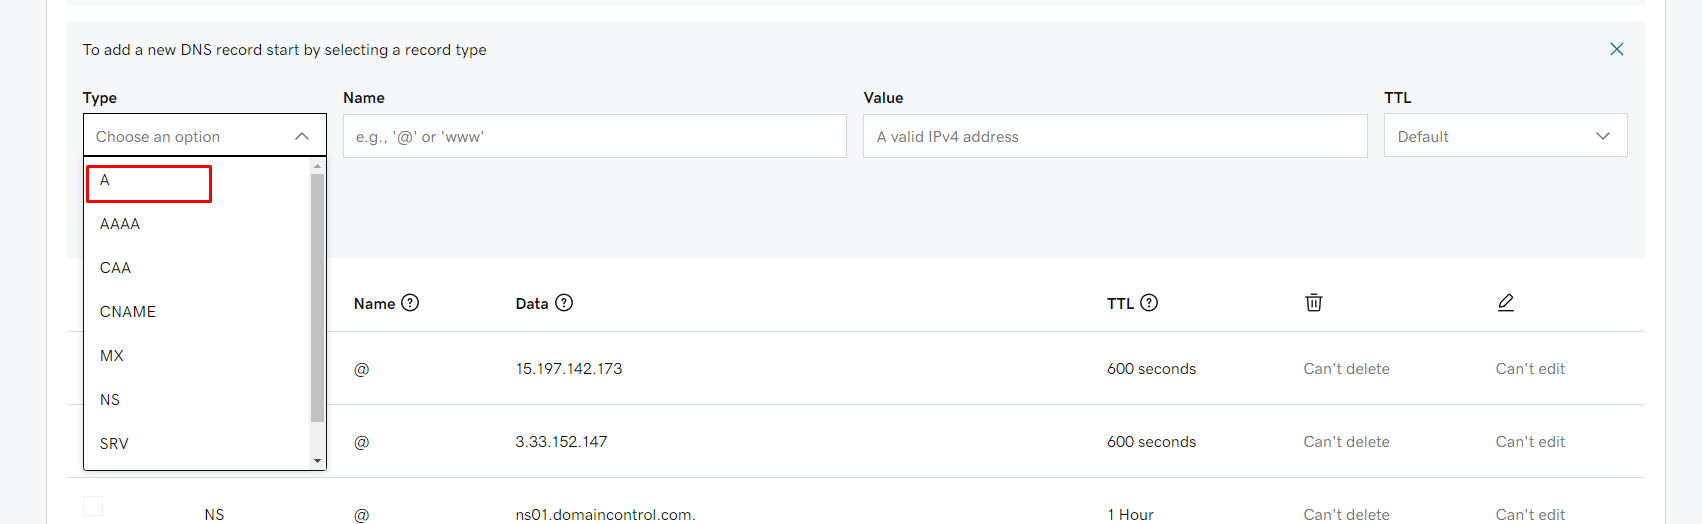 To add a new DNS record start by selecting a record type
Type Name Value TTL
Choose an option e.g., '@' or 'www' A valid IPv4 address Default
A
AAAA
CAA
CNAME
MX
NS
SRV
Name Data TTL
@ 15.197.142.173 600 seconds Can't delete Can't edit
@ 3.33.152.147 600 seconds Can't delete Can't edit
NS @ ns01.domaincontrol.com. 1 Hour Can't delete Can't edit